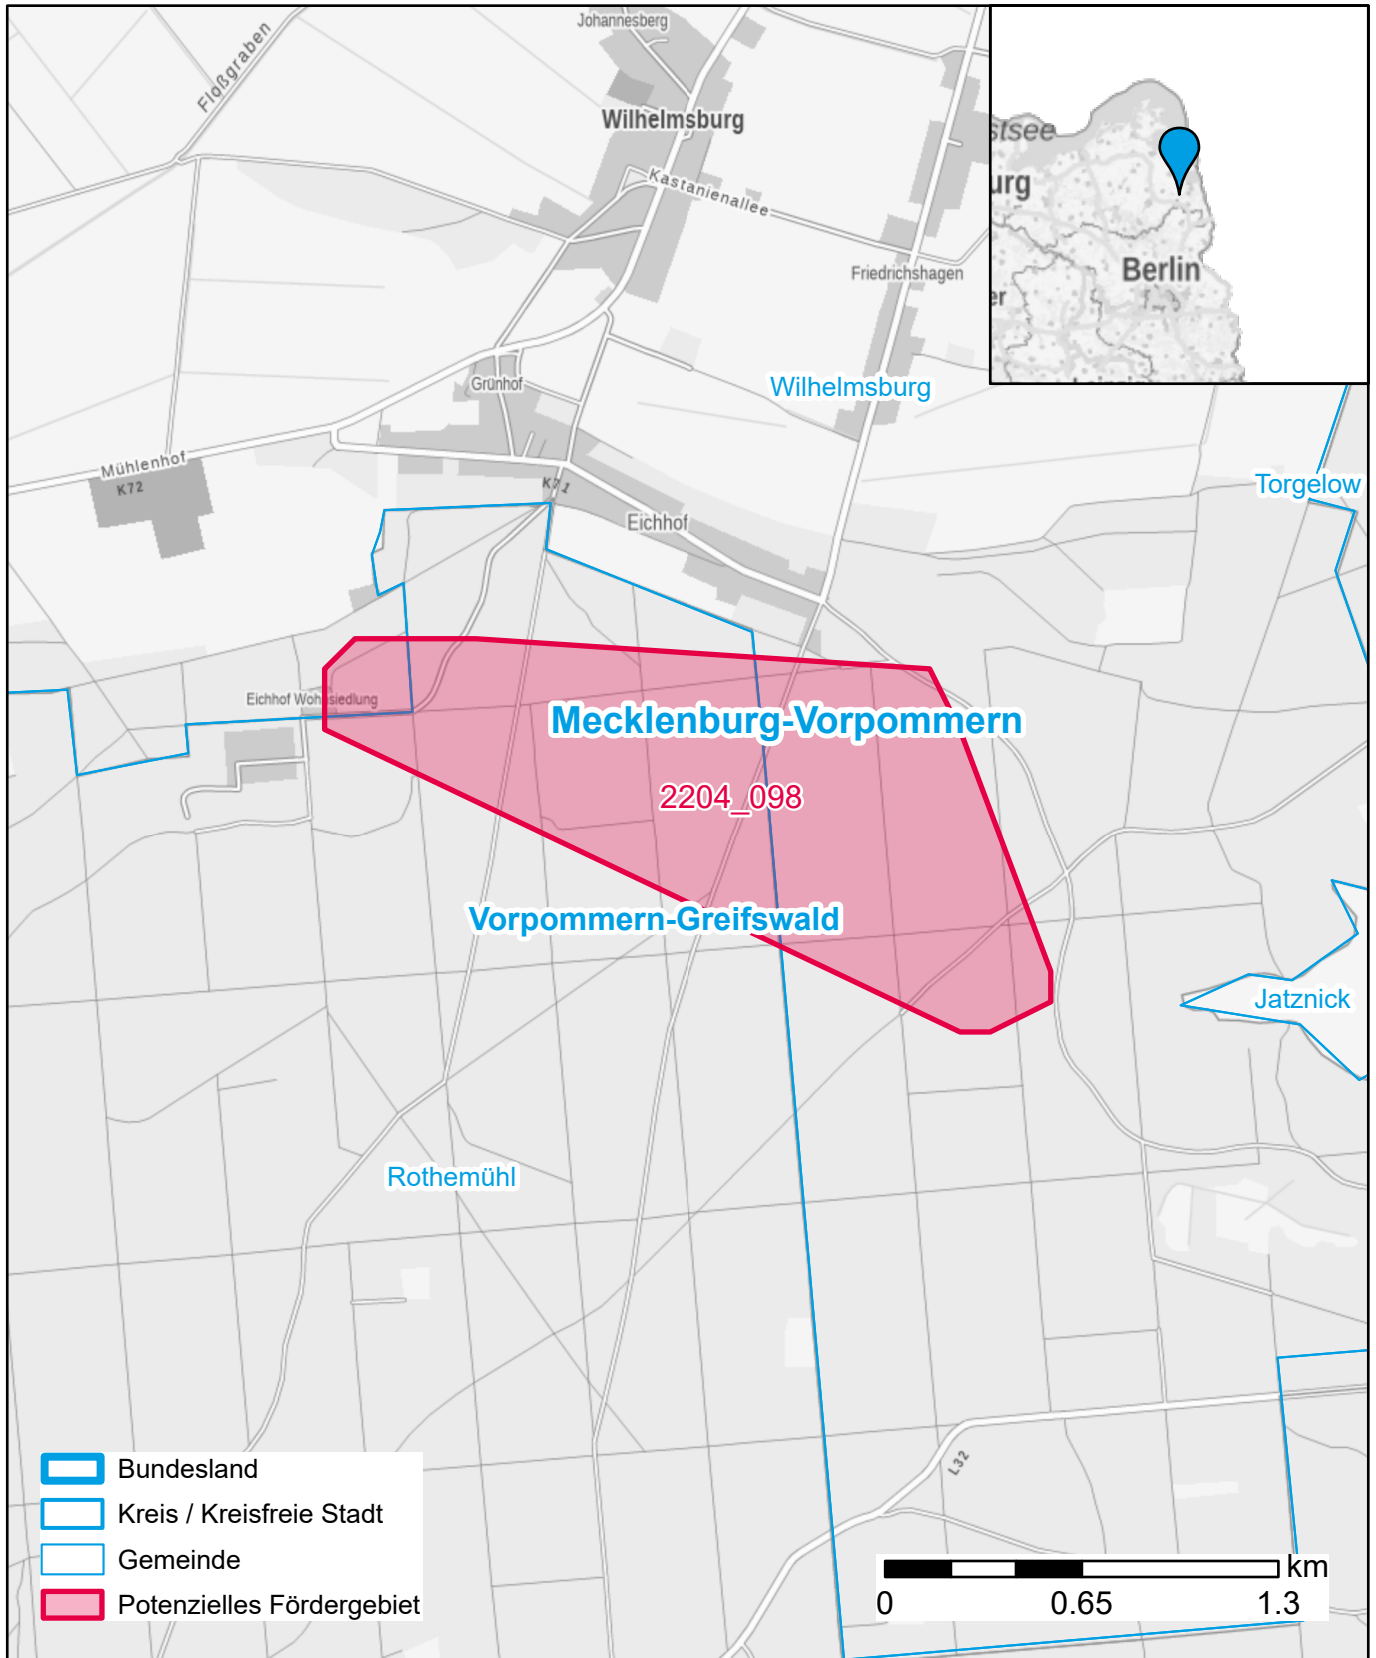 Johannesberg
Floßgraben
Wilhelmsburg
stsee
urg
Kastanienallee
Friedrichshagen
Berlin
er
Grünhof
Wilhelmsburg
Mühlenhof
K72
K71
Torgelow
Eichhof
Eichhof Wohnsiedlung
Mecklenburg-Vorpommern
2204_098
Vorpommern-Greifswald
Jatznick
Rothemühl
L32
Bundesland
Kreis / Kreisfreie Stadt
Gemeinde
Potenzielles Fördergebiet
km
0 0.65 1.3